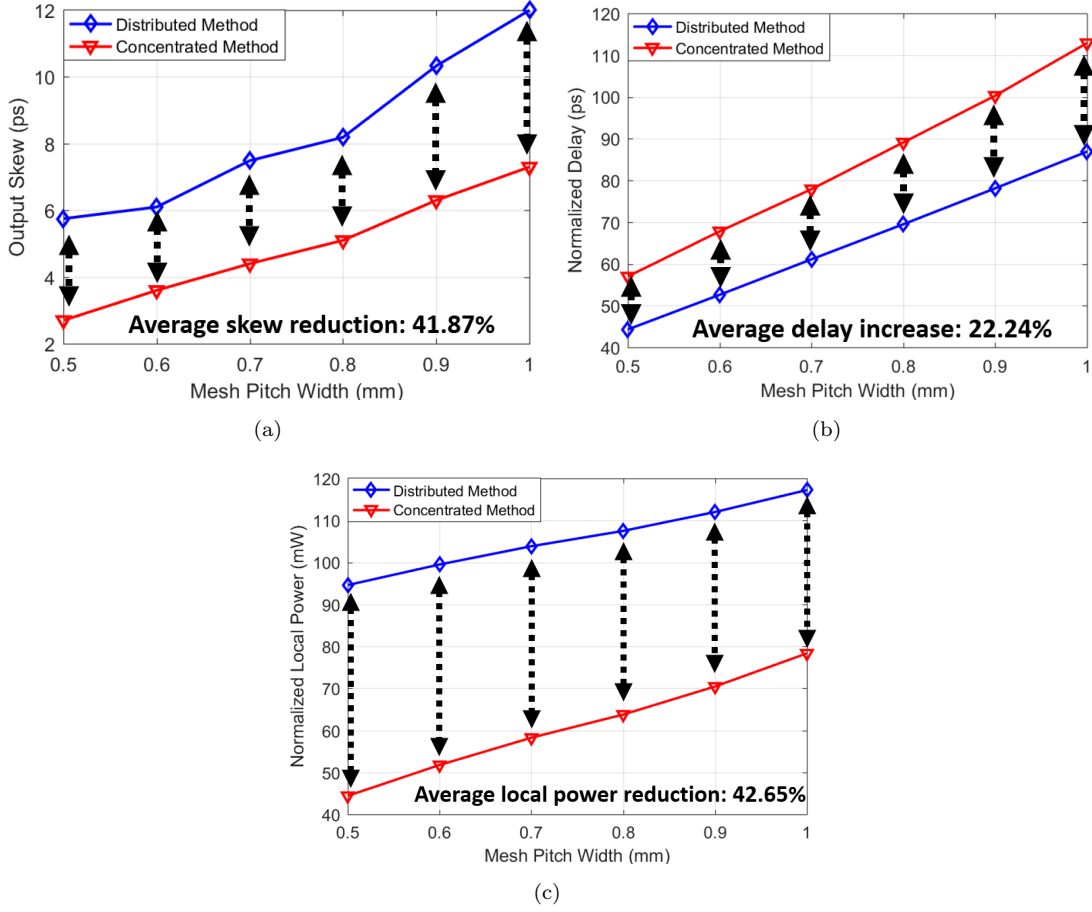 12
10
8
6
4
2
Output Skew (ps)
Distributed Method
Concentrated Method
Average skew reduction: 41.87%
0.5 0.6 0.7 0.8 0.9 1
Mesh Pitch Width (mm)
(a)
120
110
100
90
80
70
60
50
40
Normalized Delay (ps)
Distributed Method
Concentrated Method
Average delay increase: 22.24%
0.5 0.6 0.7 0.8 0.9 1
Mesh Pitch Width (mm)
(b)
120
110
100
90
80
70
60
50
40
Normalized Local Power (mW)
Distributed Method
Concentrated Method
Average local power reduction: 42.65%
0.5 0.6 0.7 0.8 0.9 1
Mesh Pitch Width (mm)
(c)